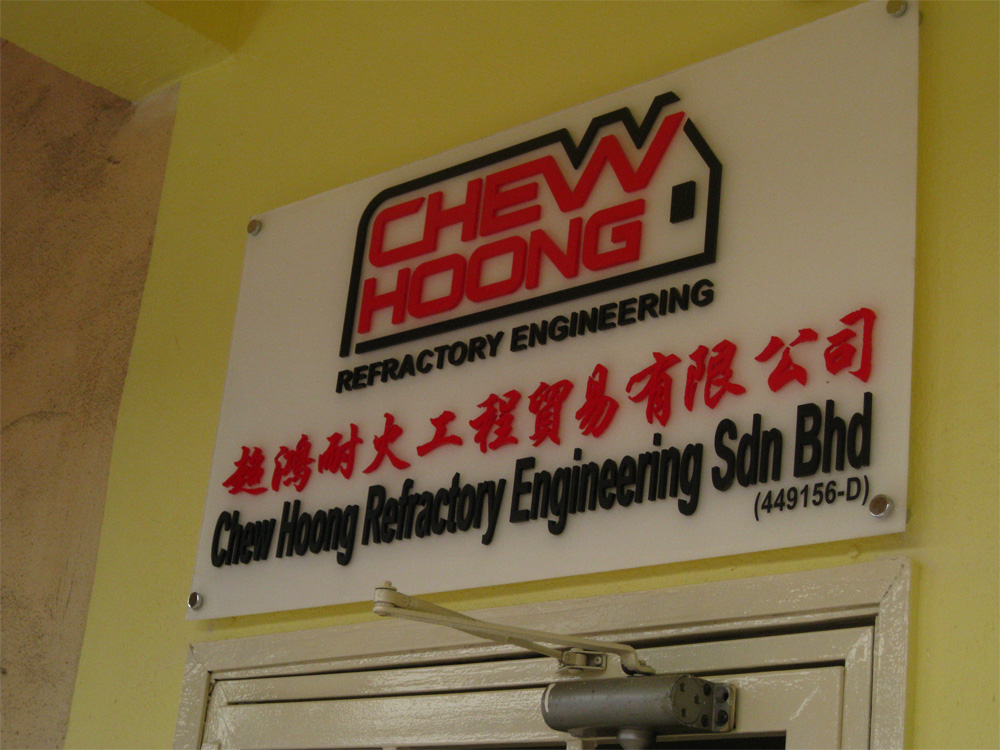 CHEW
HOONG
REFRACTORY ENGINEERING
超鴻耐火工程貿易有限公司
Chew Hoong Refractory Engineering Sdn Bhd
(449156-D)